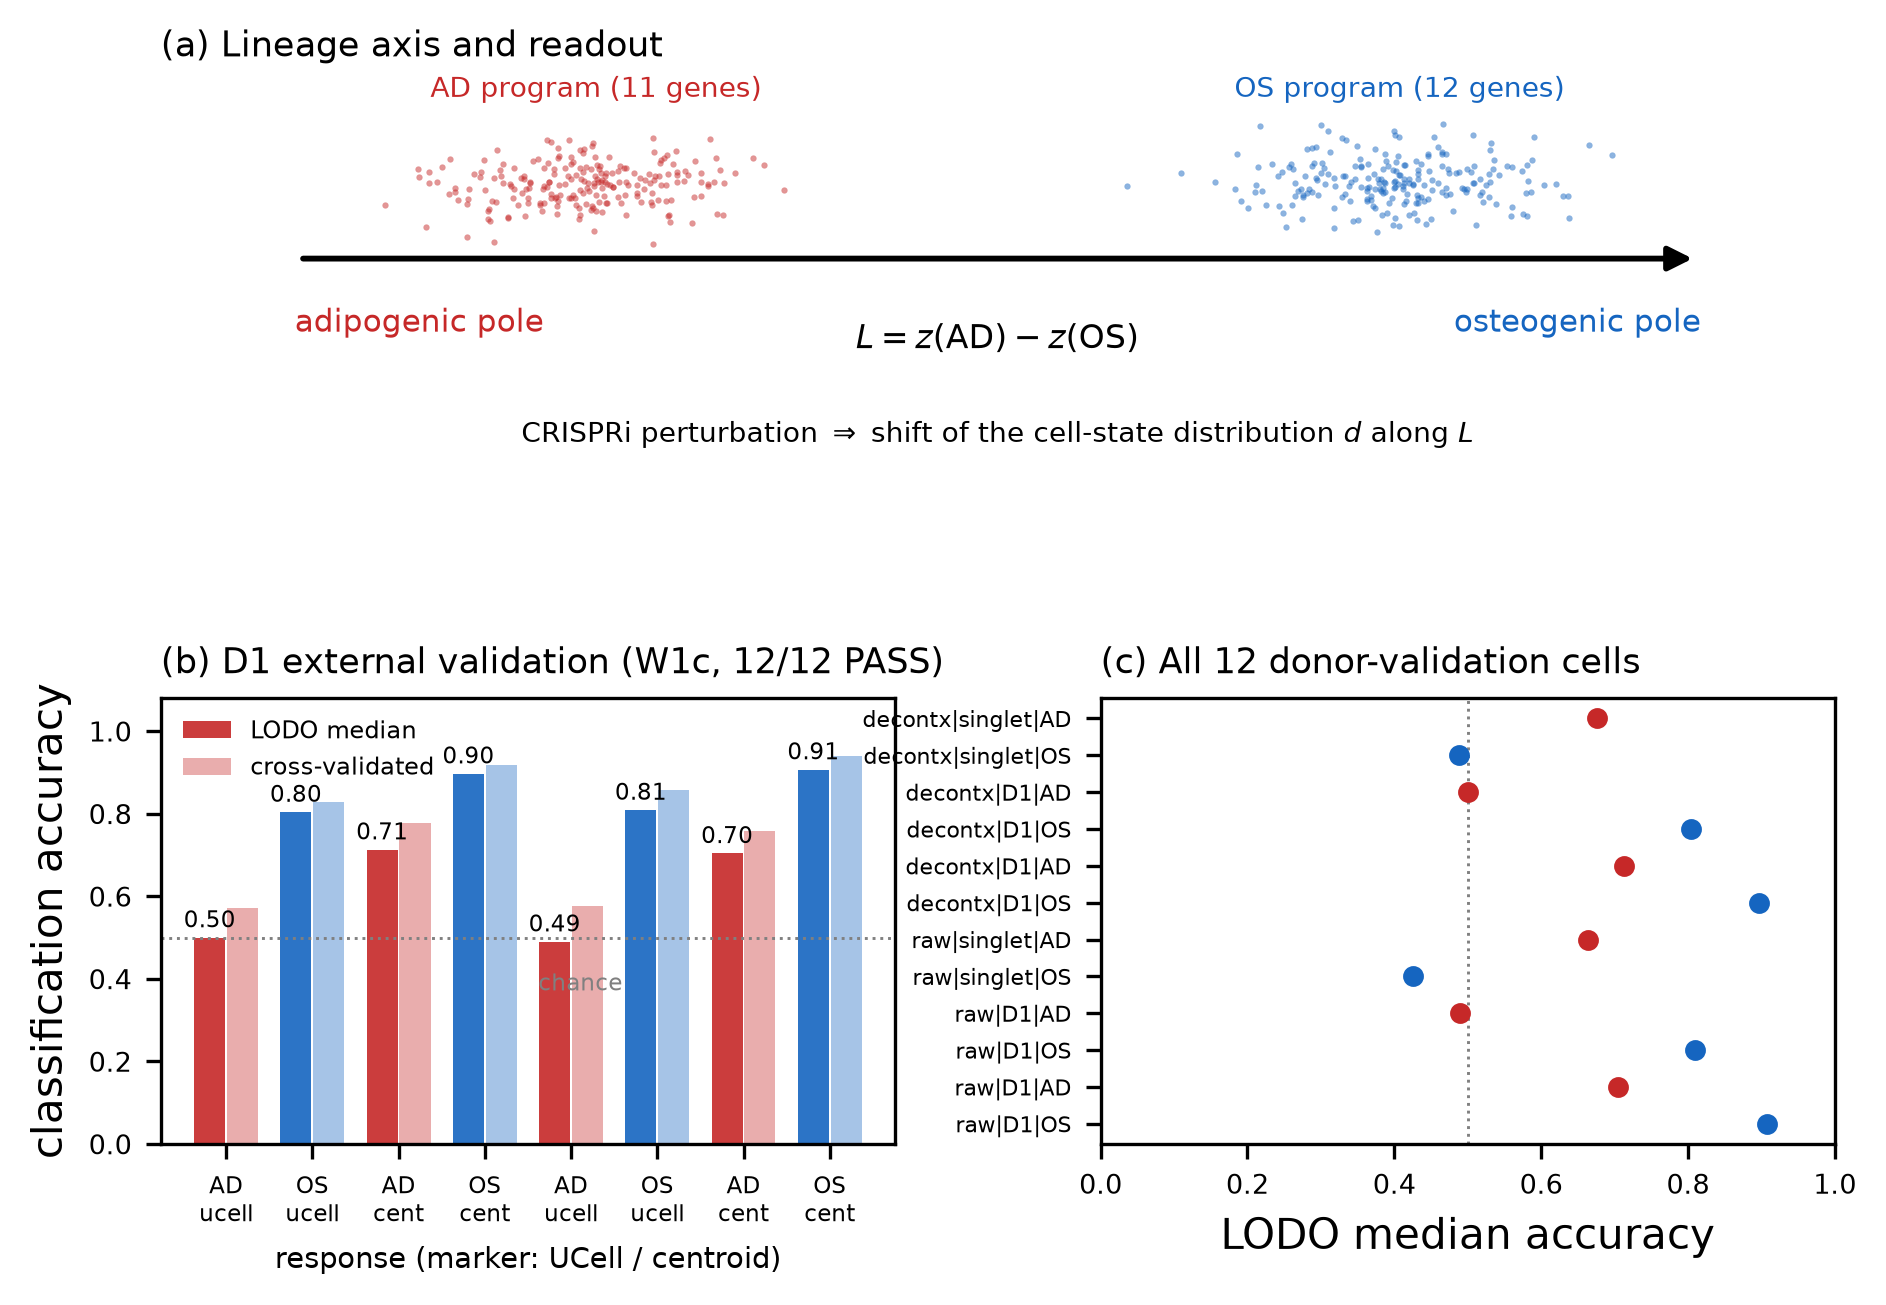 (a) Lineage axis and readout
AD program (11 genes)
OS program (12 genes)
adipogenic pole
osteogenic pole
L = z(AD) − z(OS)
CRISPRi perturbation ⇒ shift of the cell-state distribution d along L
(b) D1 external validation (W1c, 12/12 PASS)
classification accuracy
1.0
0.8
0.6
0.4
0.2
0.0
LODO median
cross-validated
0.50
0.80
0.71
0.90
0.49
0.81
0.70
0.91
chance
AD ucell
OS ucell
AD cent
OS cent
AD ucell
OS ucell
AD cent
OS cent
response (marker: UCell / centroid)
(c) All 12 donor-validation cells
decontx|singlet|AD
decontx|singlet|OS
decontx|D1|AD
decontx|D1|OS
decontx|D1|AD
decontx|D1|OS
raw|singlet|AD
raw|singlet|OS
raw|D1|AD
raw|D1|OS
raw|D1|AD
raw|D1|OS
0.0 0.2 0.4 0.6 0.8 1.0
LODO median accuracy